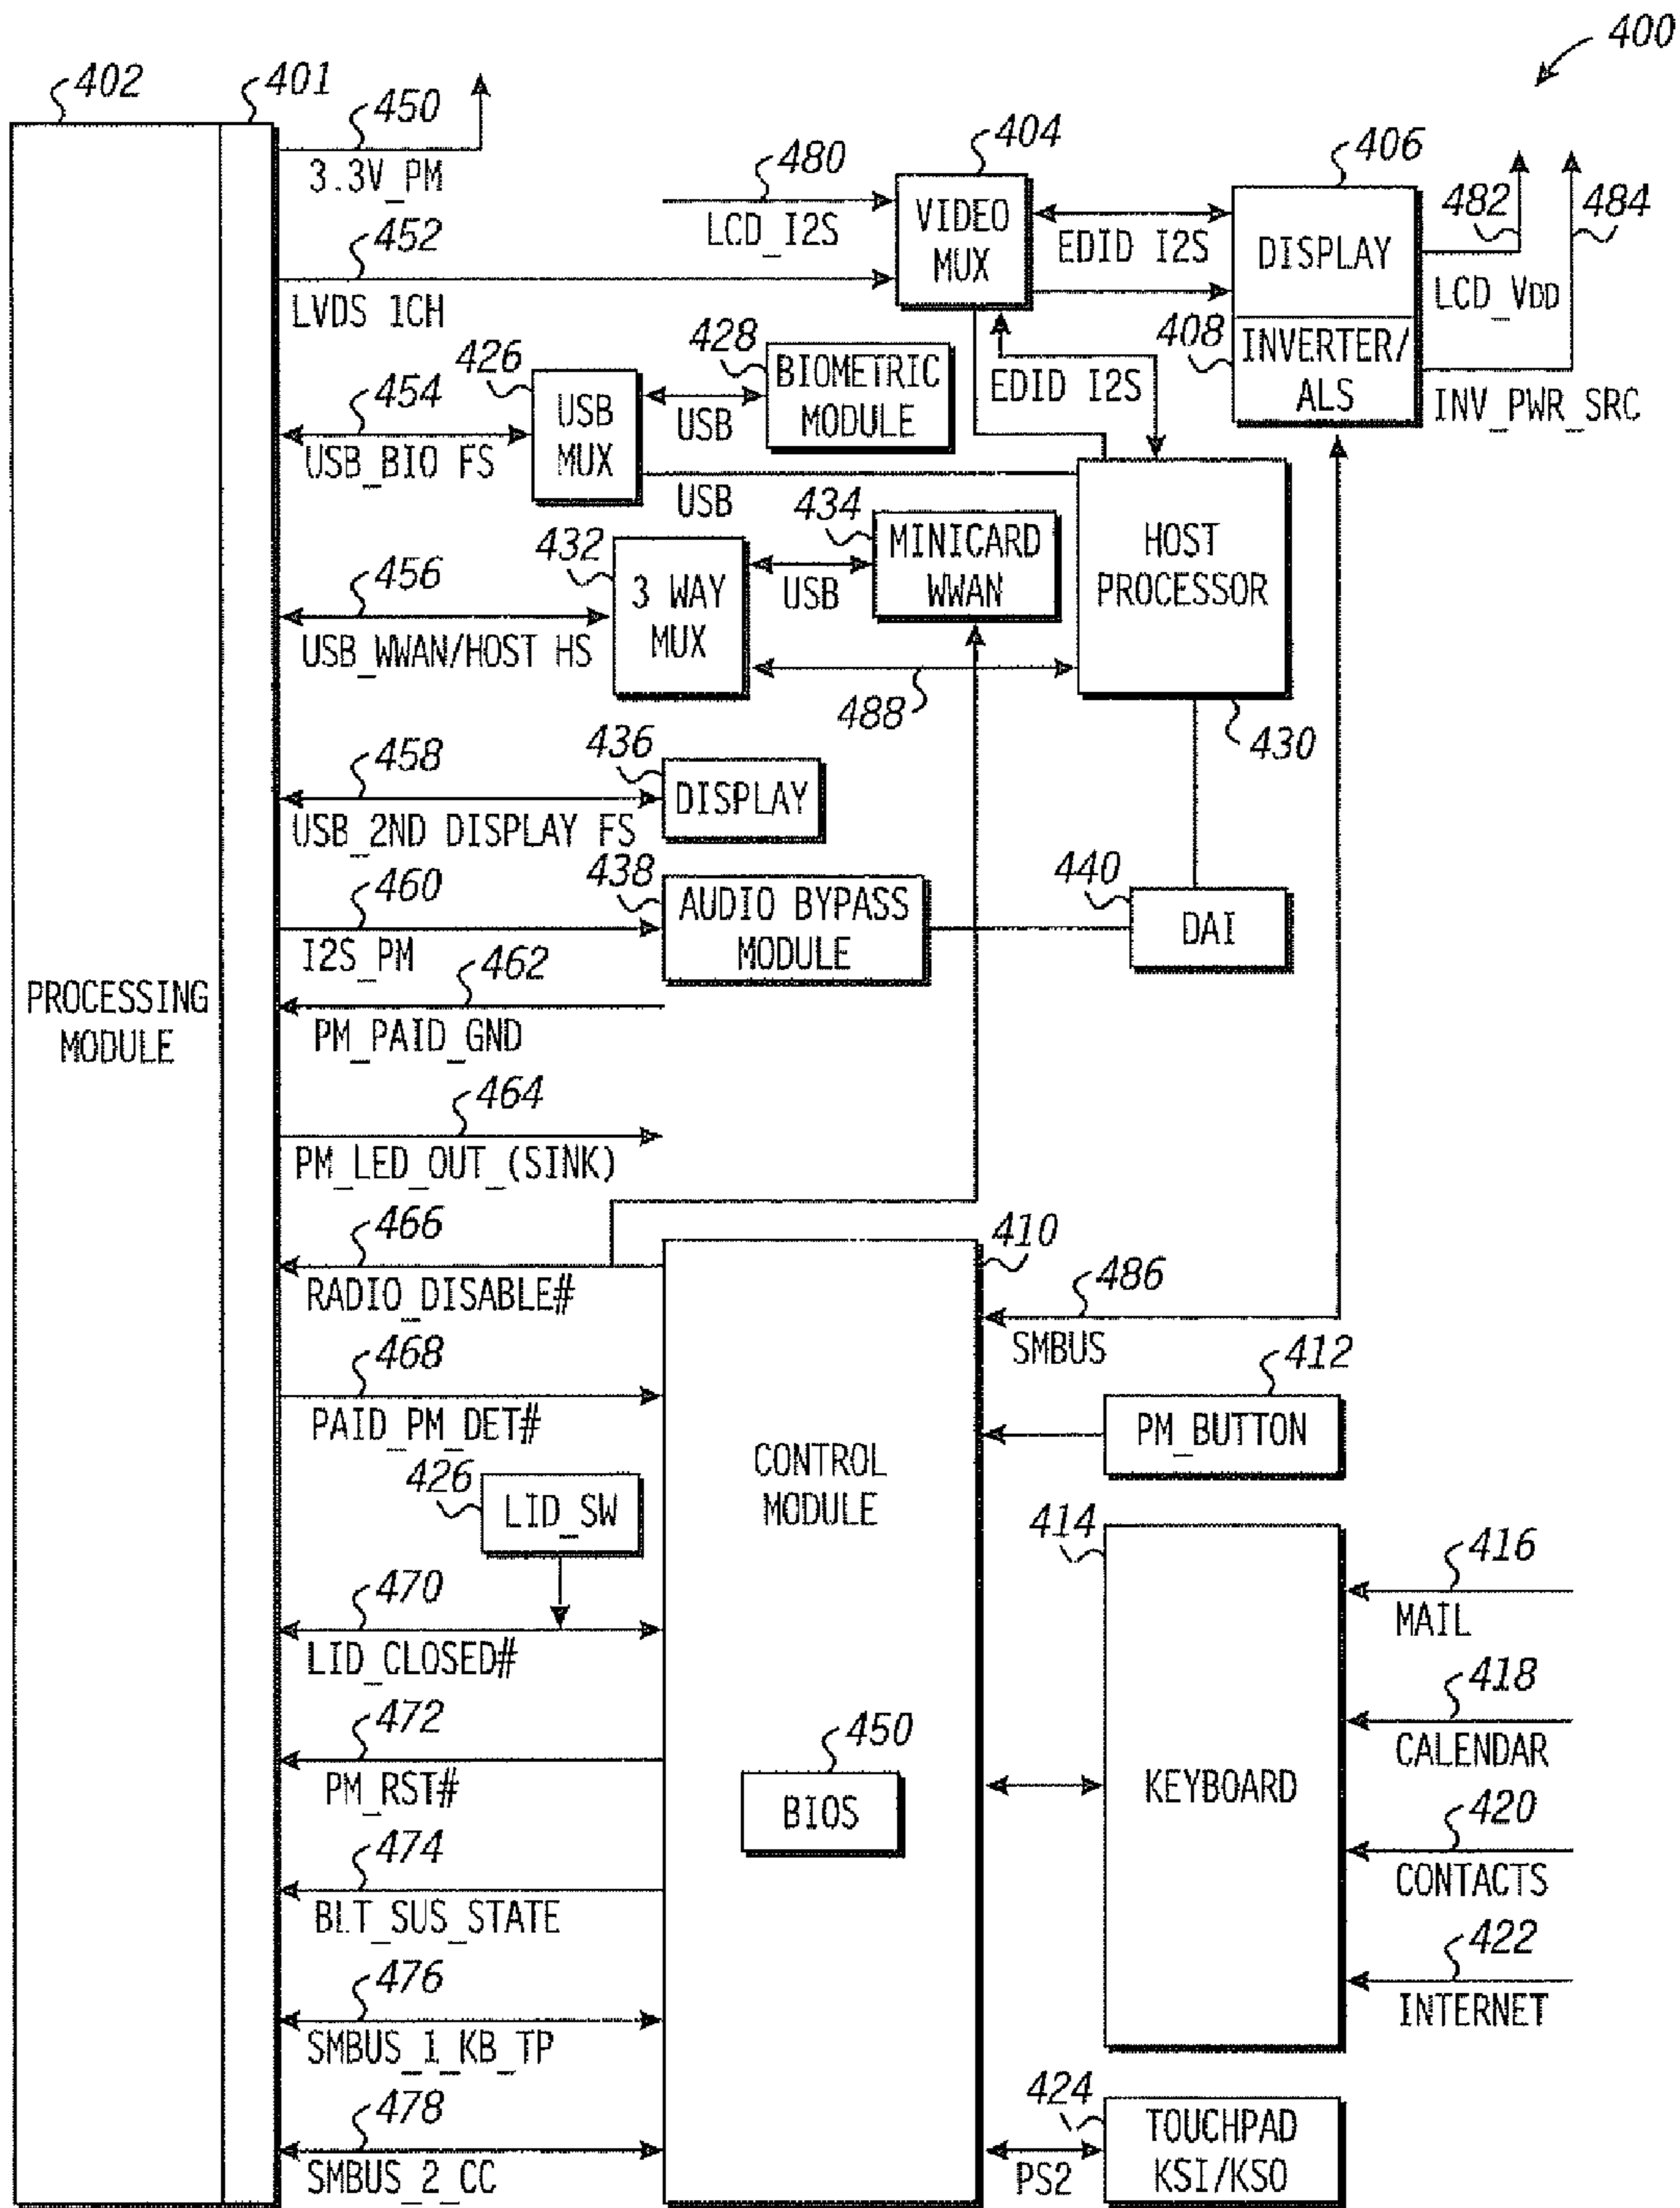 400
402
401
450
3.3V_PM
480
LCD_I2S
404
VIDEO
MUX
EDID I2S
406
DISPLAY
482
484
LCD_VDD
452
LVDS 1CH
408
INVERTER/
ALS
INV_PWR_SRC
426
USB
MUX
428
BIOMETRIC
MODULE
USB
EDID I2S
454
USB_BIO FS
USB
HOST
PROCESSOR
430
432
3 WAY
MUX
434
MINICARD
WWAN
USB
456
USB_WWAN/HOST HS
488
458
USB_2ND DISPLAY FS
436
DISPLAY
460
I2S_PM
438
AUDIO BYPASS
MODULE
440
DAI
PROCESSING
MODULE
462
PM_PAID_GND
464
PM_LED_OUT_(SINK)
466
RADIO_DISABLE#
410
486
SMBUS
468
PAID_PM_DET#
412
PM_BUTTON
CONTROL
MODULE
426
LID_SW
470
LID_CLOSED#
414
KEYBOARD
416
MAIL
418
CALENDAR
420
CONTACTS
422
INTERNET
472
PM_RST#
450
BIOS
474
BLT_SUS_STATE
476
SMBUS_1_KB_TP
478
SMBUS_2_CC
PS2
424
TOUCHPAD
KSI/KSO